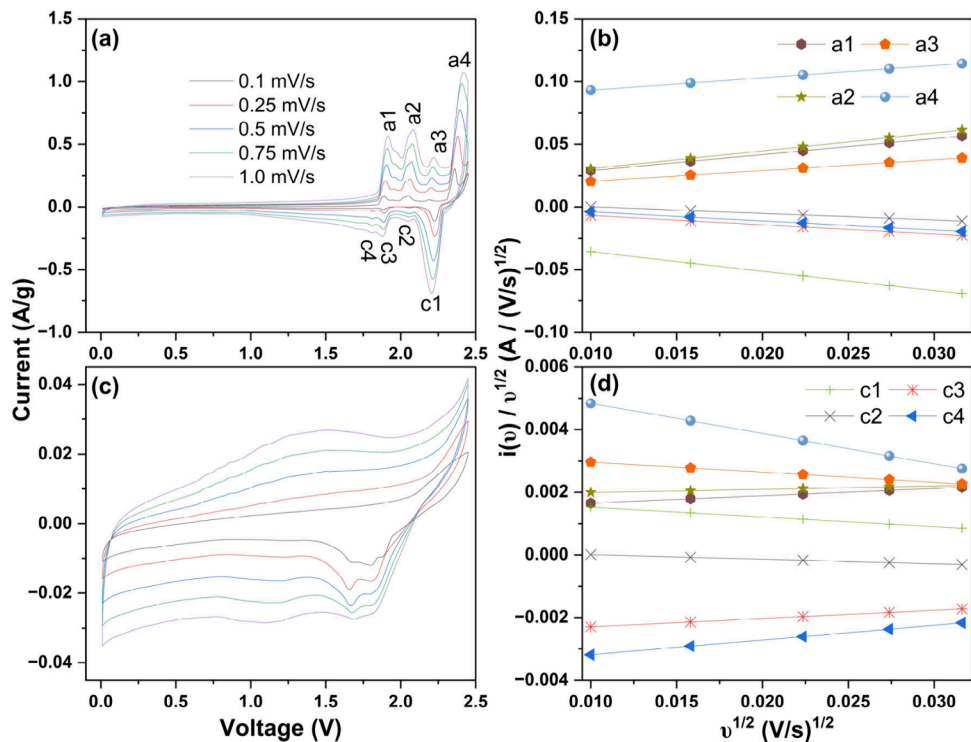 (a)
0.1 mV/s
0.25 mV/s
0.5 mV/s
0.75 mV/s
1.0 mV/s
a1
a2
a3
a4
c4
c3
c2
c1
1.5
1.0
0.5
0.0
−0.5
−1.0
0.0 0.5 1.0 1.5 2.0 2.5
Current (A/g)
(b)
a1 a3
a2 a4
0.15
0.10
0.05
0.00
−0.05
−0.10
0.010 0.015 0.020 0.025 0.030
i(υ) / υ^1/2 (A / (V/s)^1/2)
(c)
0.04
0.02
0.00
−0.02
−0.04
0.0 0.5 1.0 1.5 2.0 2.5
Voltage (V)
(d)
c1 c3
c2 c4
0.006
0.004
0.002
0.000
−0.002
−0.004
0.010 0.015 0.020 0.025 0.030
υ^1/2 (V/s)^1/2